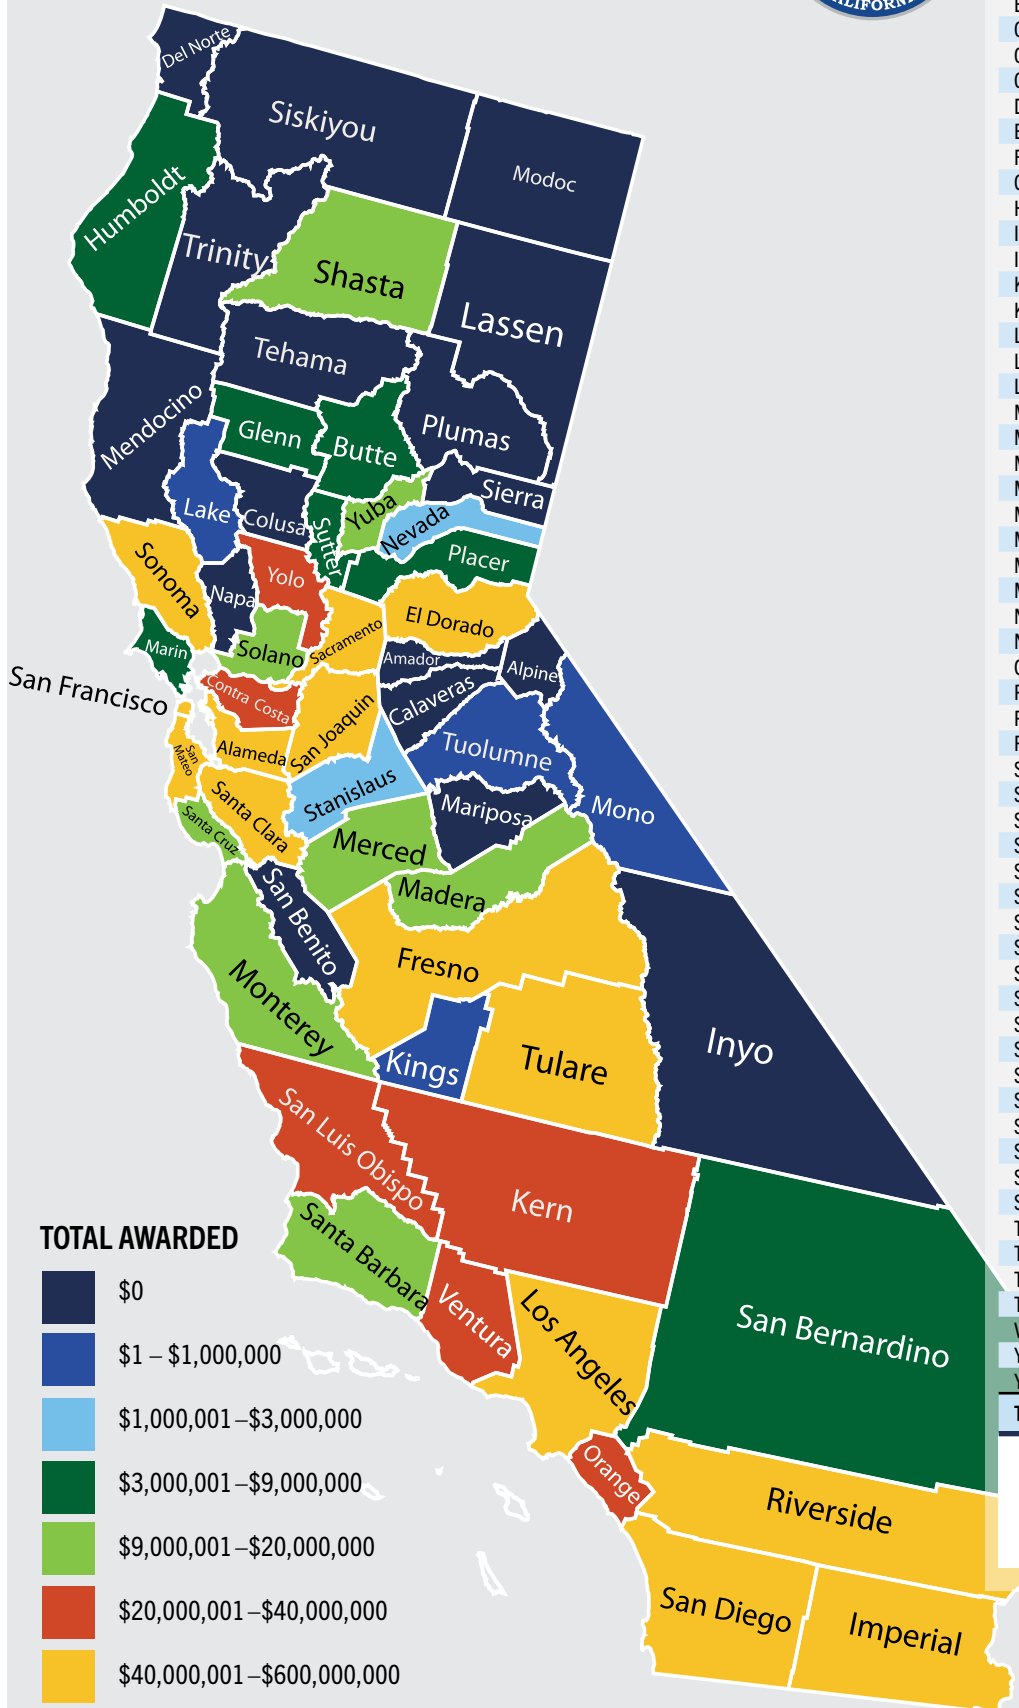 CALIFORNIA
Del Norte
Siskiyou
Modoc
Humboldt
Trinity
Shasta
Lassen
Tehama
Mendocino
Glenn
Butte
Plumas
Lake
Colusa
Sutter
Yuba
Sierra
Nevada
Placer
Sonoma
Napa
Yolo
El Dorado
Sacramento
Marin
Solano
Amador
Alpine
San Francisco
Contra Costa
Calaveras
San Joaquin
Alameda
Tuolumne
San
Mateo
Santa Clara
Stanislaus
Mono
Mariposa
Santa Cruz
Merced
Madera
San Benito
Fresno
Monterey
Kings
Tulare
Inyo
San Luis Obispo
Kern
Santa Barbara
Ventura
Los Angeles
San Bernardino
Orange
Riverside
San Diego
Imperial
TOTAL AWARDED
$0
$1 – $1,000,000
$1,000,001–$3,000,000
$3,000,001–$9,000,000
$9,000,001–$20,000,000
$20,000,001–$40,000,000
$40,000,001–$600,000,000